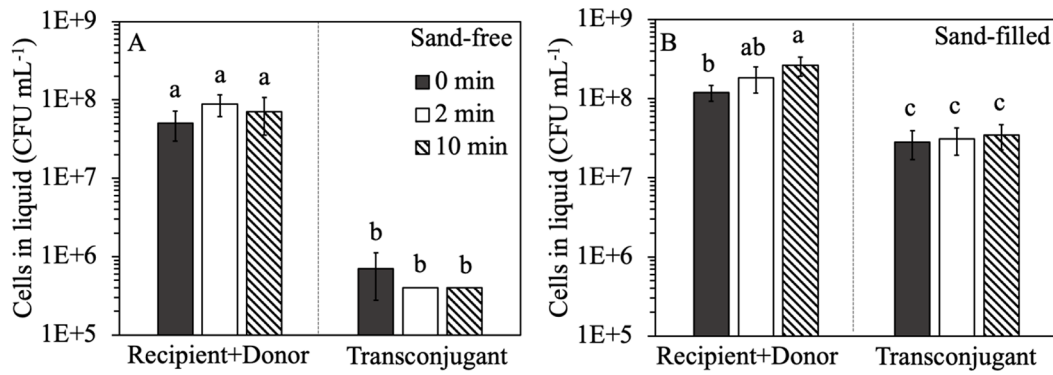 A
Sand-free
0 min
2 min
10 min
Cells in liquid (CFU mL⁻¹)
1E+9
1E+8
1E+7
1E+6
1E+5
a
a
a
b
b
b
Recipient+Donor
Transconjugant
B
Sand-filled
Cells in liquid (CFU mL⁻¹)
1E+9
1E+8
1E+7
1E+6
1E+5
b
ab
a
c
c
c
Recipient+Donor
Transconjugant